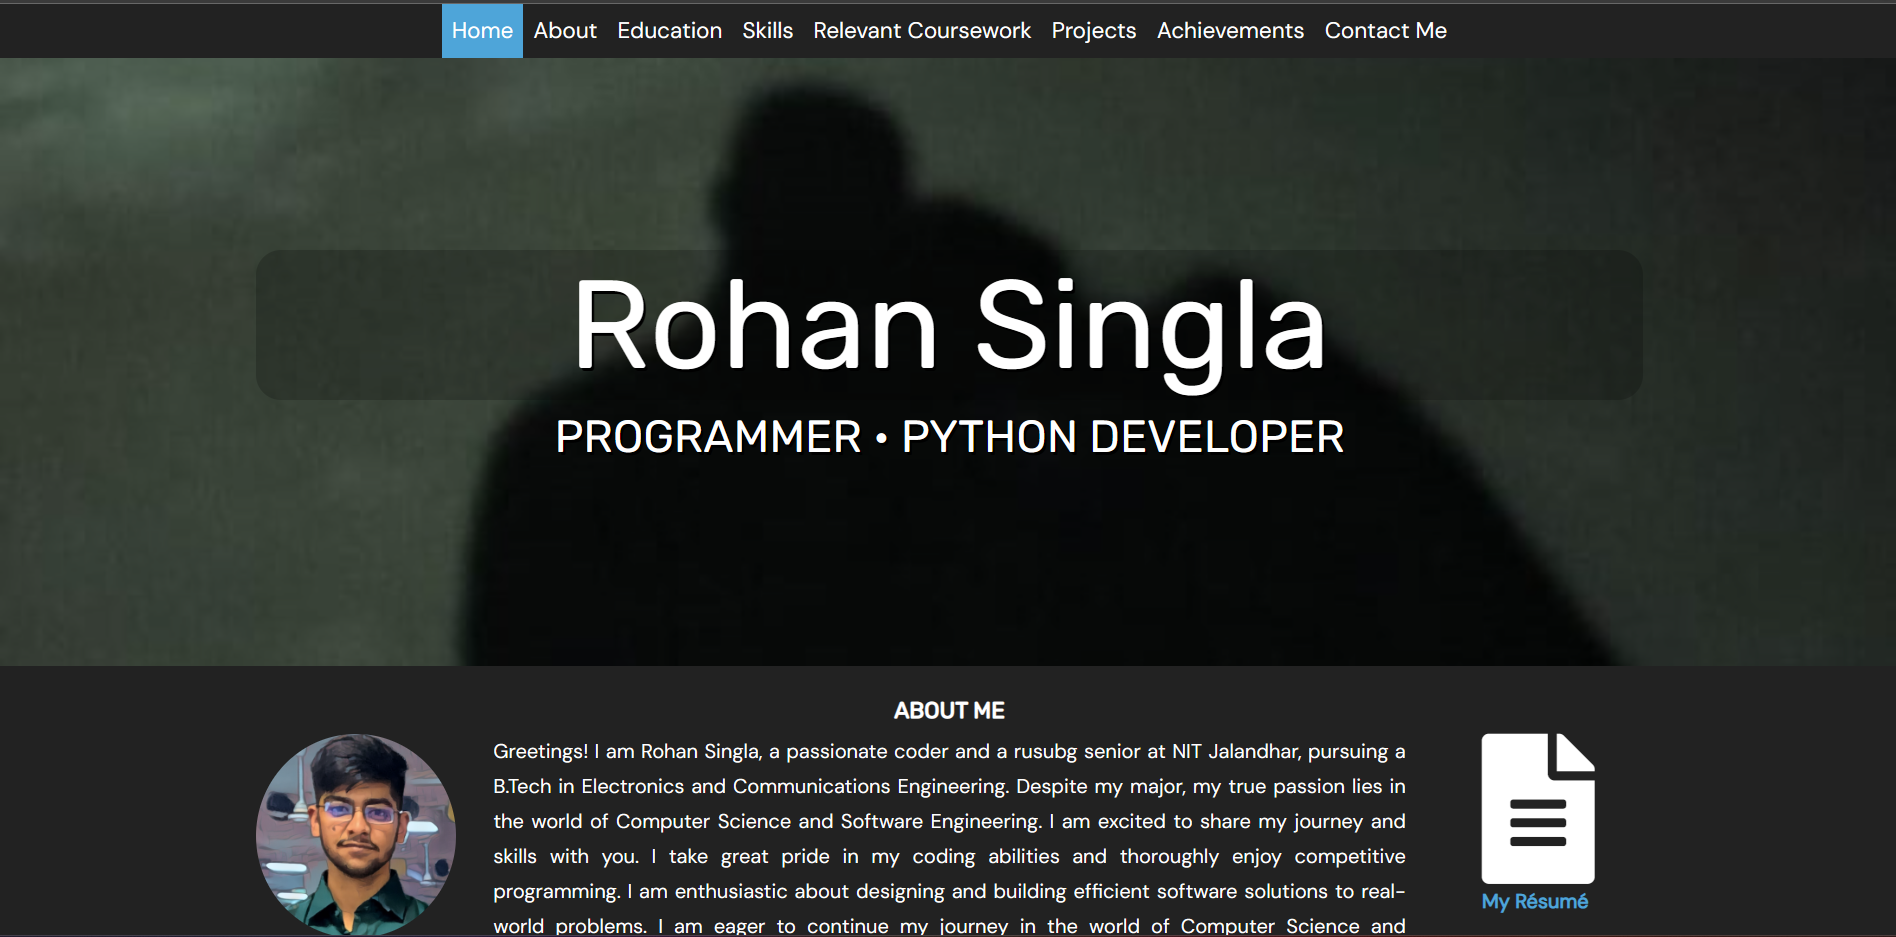 Home About Education Skills Relevant Coursework Projects Achievements Contact Me
Rohan Singla
PROGRAMMER • PYTHON DEVELOPER
ABOUT ME
Greetings! I am Rohan Singla, a passionate coder and a rusubg senior at NIT Jalandhar, pursuing a
B.Tech in Electronics and Communications Engineering. Despite my major, my true passion lies in
the world of Computer Science and Software Engineering. I am excited to share my journey and
skills with you. I take great pride in my coding abilities and thoroughly enjoy competitive
programming. I am enthusiastic about designing and building efficient software solutions to real-
world problems. I am eager to continue my journey in the world of Computer Science and
My Résumé